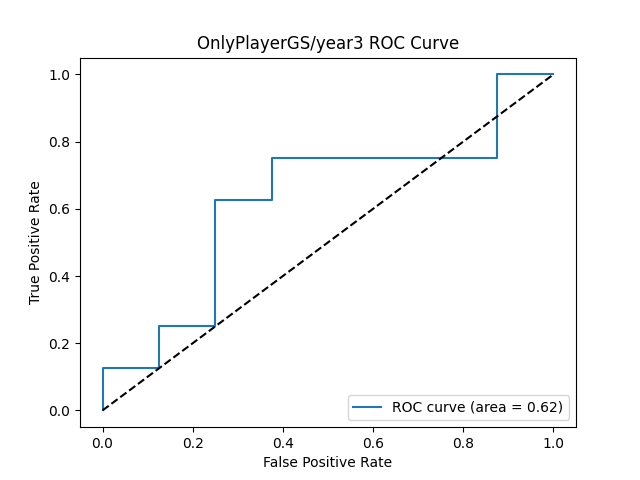 OnlyPlayerGS/year3 ROC Curve
1.0
0.8
0.6
0.4
0.2
0.0
True Positive Rate
ROC curve (area = 0.62)
0.0 0.2 0.4 0.6 0.8 1.0
False Positive Rate